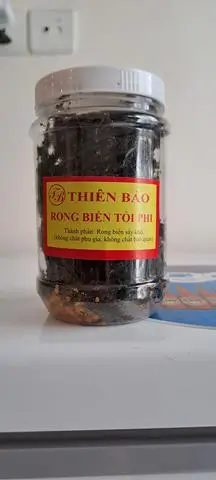 TB THIÊN BẢO
RONG BIỂN TỎI PHI
Thành phần: Rong biển sấy khô.
(không chất phụ gia, không chất bảo quản)